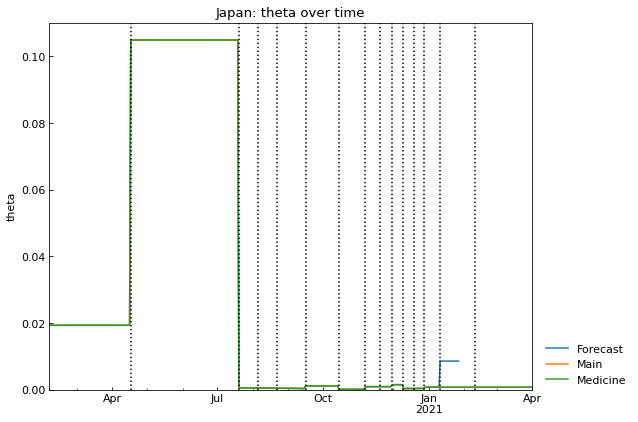 Japan: theta over time
theta
0.10
0.08
0.06
0.04
0.02
0.00
Apr
Jul
Oct
Jan
2021
Apr
Forecast
Main
Medicine